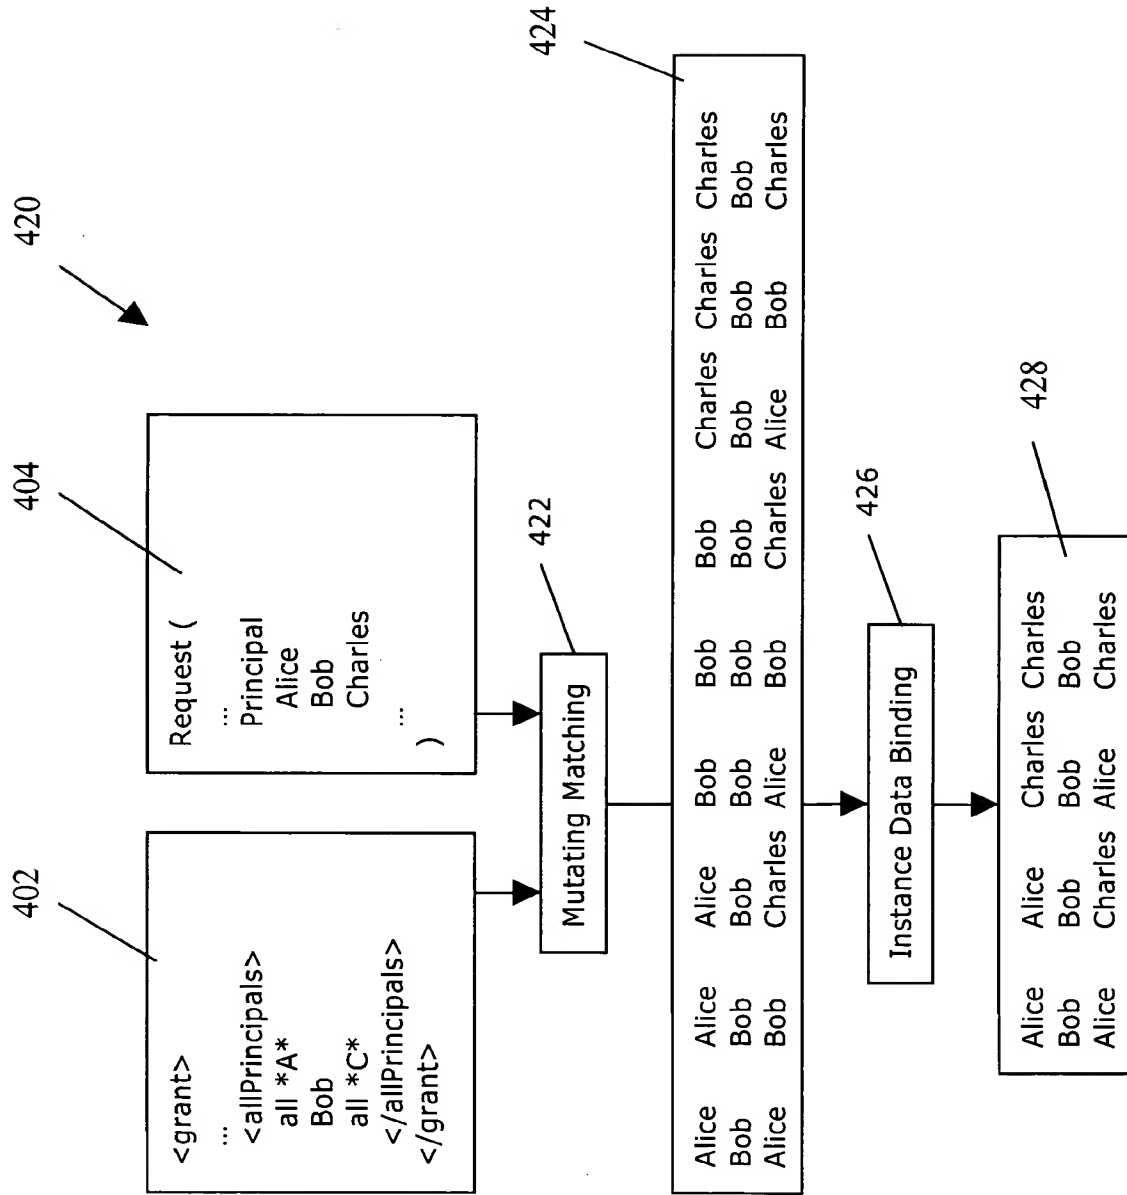 420
402
404
<grant>
...
<allPrincipals>
all *A*
Bob
all *C*
</allPrincipals>
</grant>
Request (
...
Principal
Alice
Bob
Charles
...
)
Mutating Matching
422
424
Alice Alice Alice Bob Bob Bob Charles Charles Charles
Bob Bob Bob Bob Bob Bob Bob Bob Bob
Alice Bob Charles Alice Bob Charles Alice Bob Charles
Instance Data Binding
426
428
Alice Alice Charles Charles
Bob Bob Bob Bob
Alice Charles Alice Charles